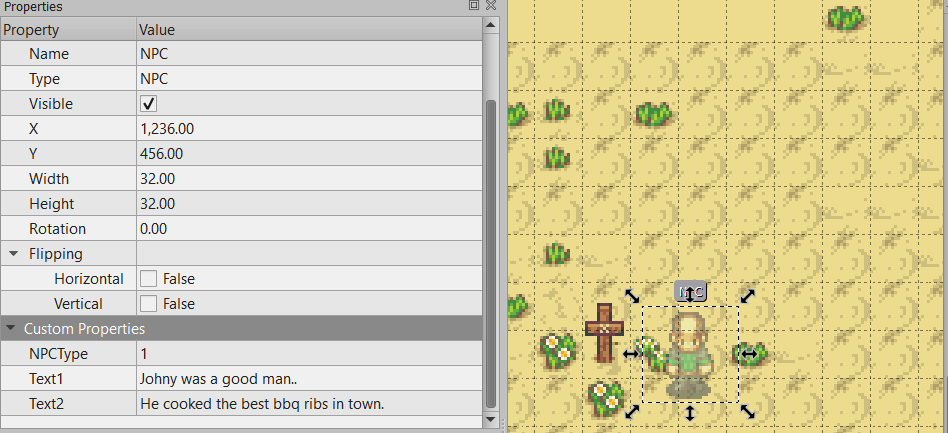 Properties
Property Value
Name NPC
Type NPC
Visible
X 1,236.00
Y 456.00
Width 32.00
Height 32.00
Rotation 0.00
Flipping
Horizontal False
Vertical False
Custom Properties
NPCType 1
Text1 Johny was a good man..
Text2 He cooked the best bbq ribs in town.
NPC